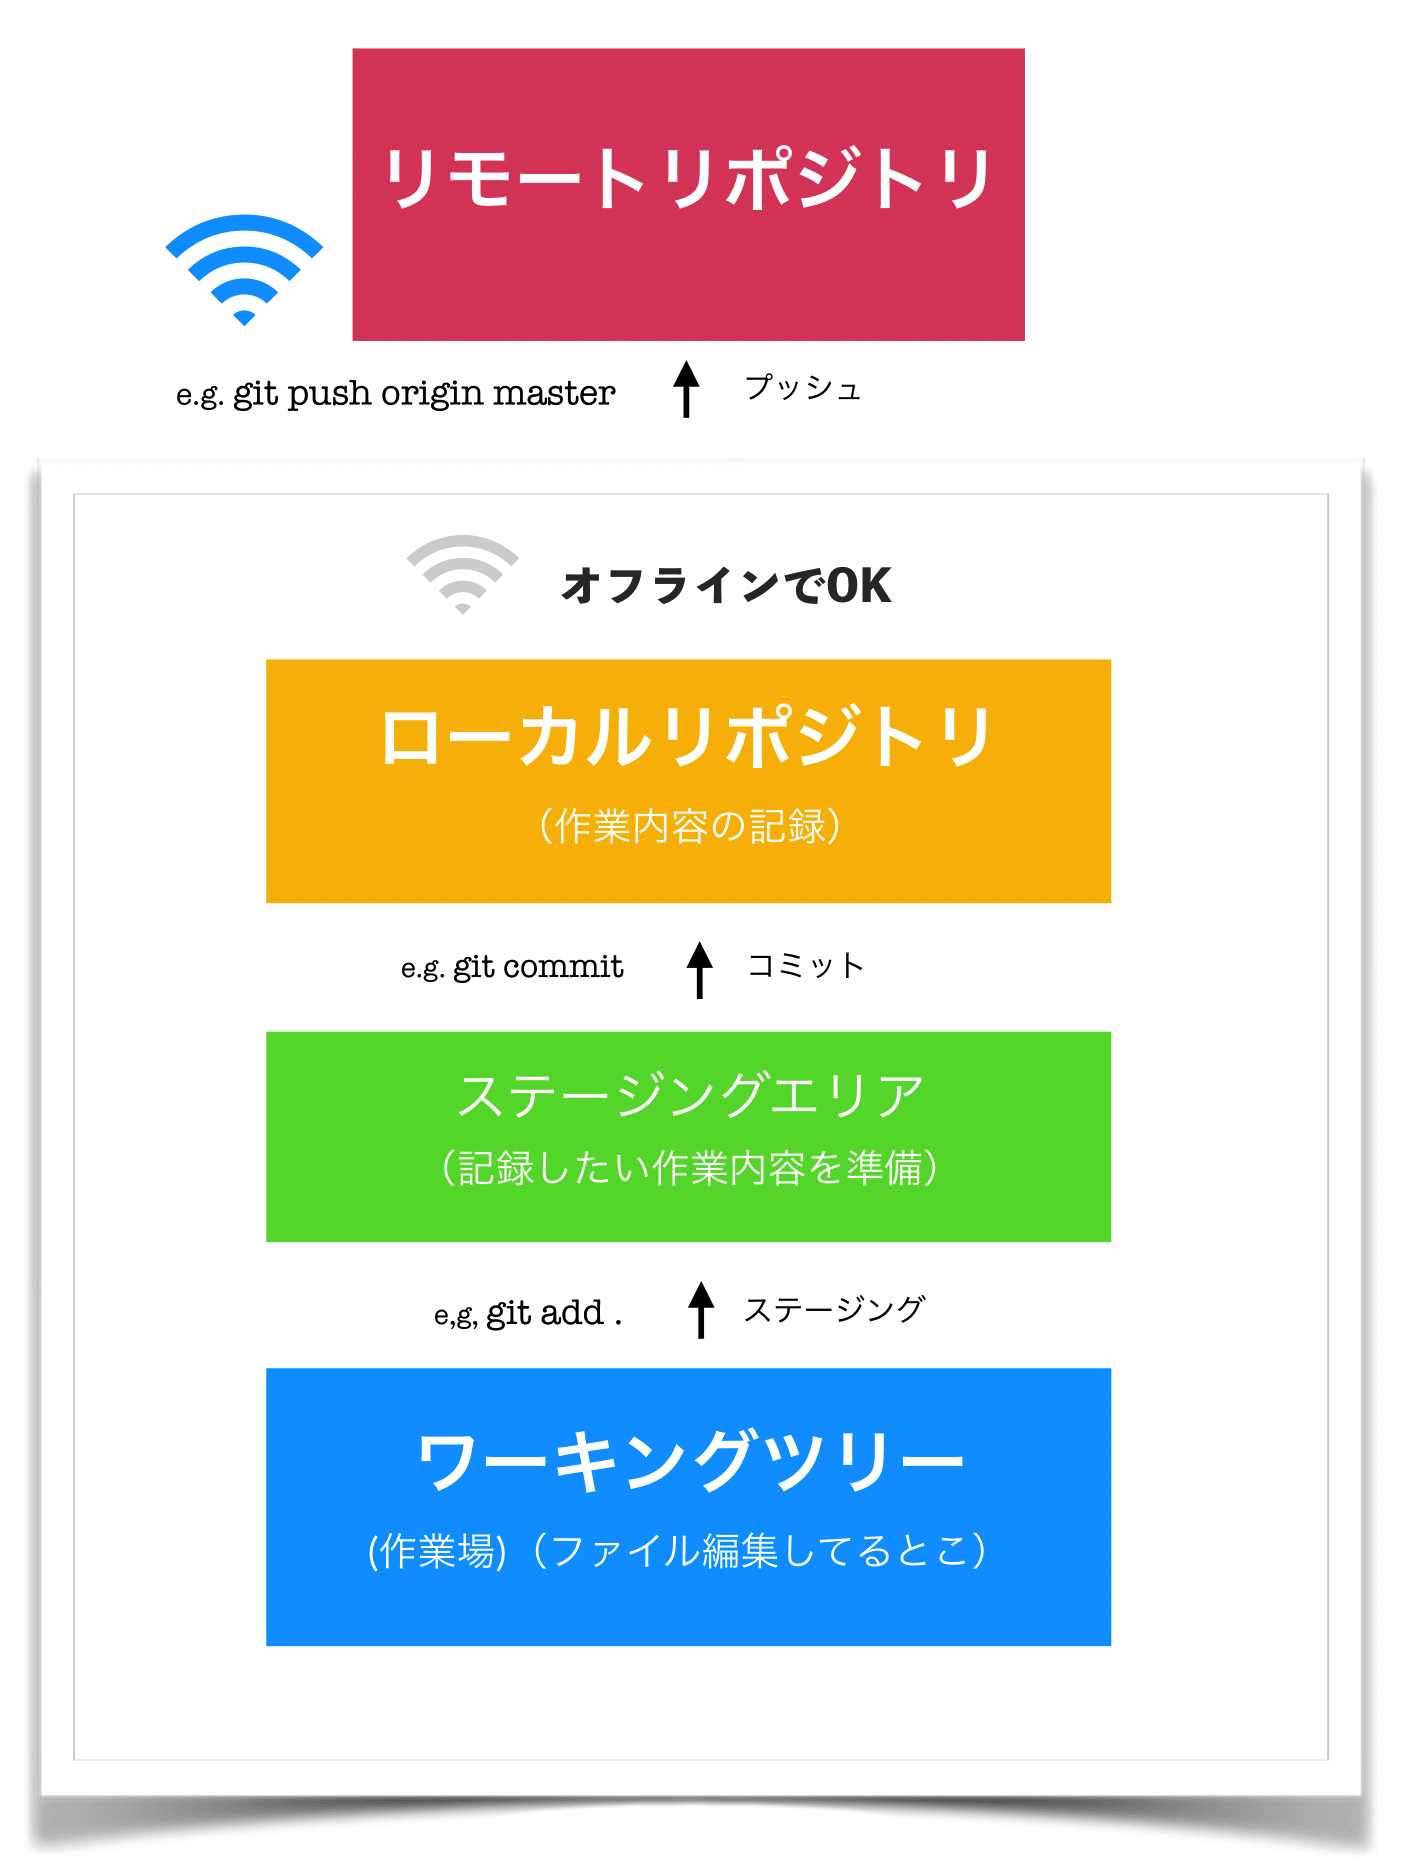 リモートリポジトリ
e.g. git push origin master
プッシュ
オフラインでOK
ローカルリポジトリ
（作業内容の記録）
e.g. git commit
コミット
ステージングエリア
（記録したい作業内容を準備）
e,g, git add .
ステージング
ワーキングツリー
(作業場)（ファイル編集してるとこ）